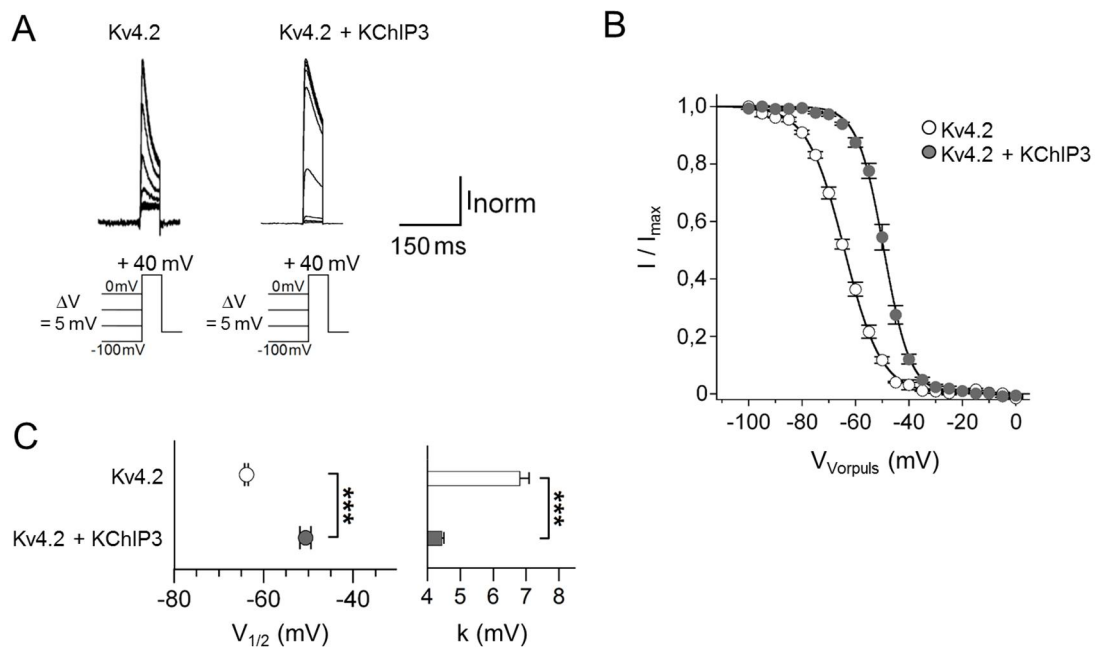 A
Kv4.2
Kv4.2 + KChIP3
Inorm
150 ms
+ 40 mV
+ 40 mV
0mV
0mV
ΔV
= 5 mV
ΔV
= 5 mV
-100mV
-100mV
B
1,0
0,8
0,6
0,4
0,2
0
I / Imax
Kv4.2
Kv4.2 + KChIP3
-100
-80
-60
-40
-20
0
VVorpuls (mV)
C
Kv4.2
Kv4.2 + KChIP3
***
***
-80
-60
-40
V1/2 (mV)
4
5
6
7
8
k (mV)